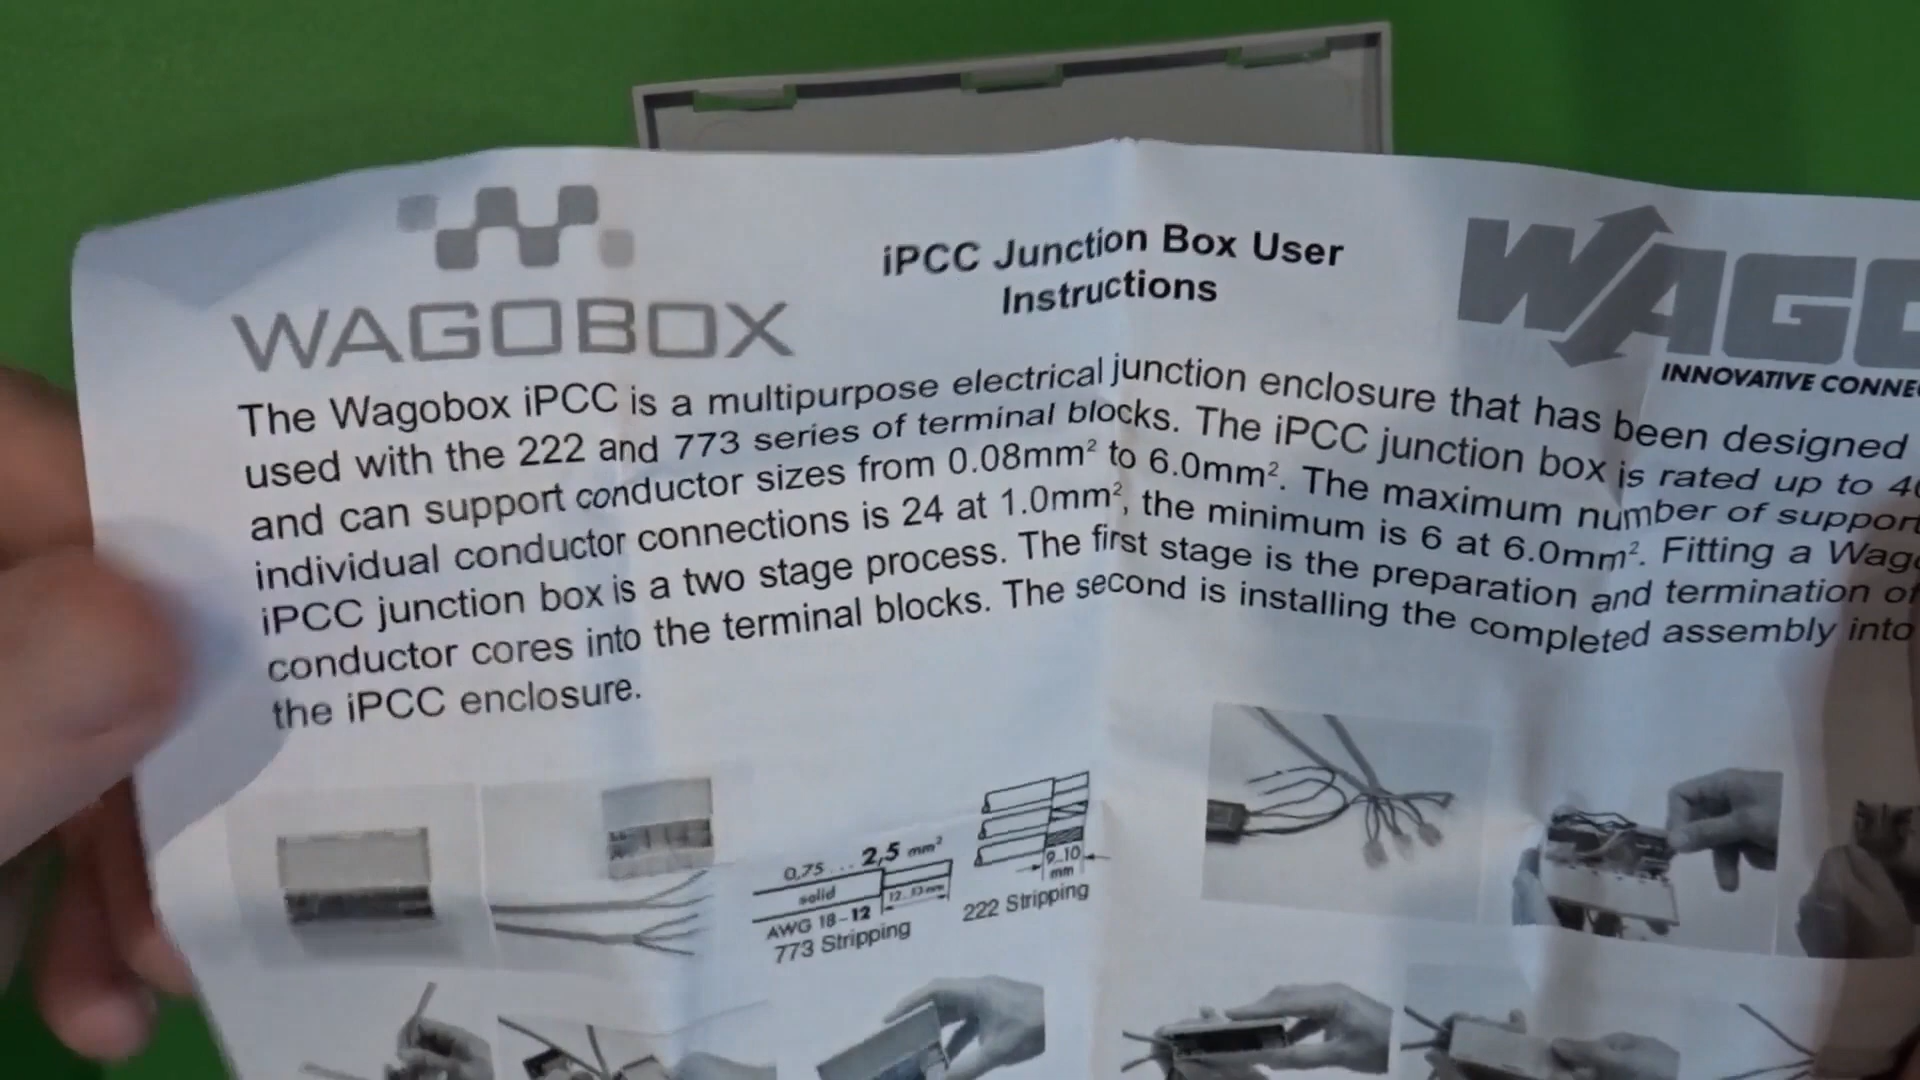 WAGOBOX
iPCC Junction Box User
Instructions
WAGO
INNOVATIVE
The Wagobox iPCC is a multipurpose electrical junction enclosure that has been designed
used with the 222 and 773 series of terminal blocks. The iPCC junction box is rated up to
and can support conductor sizes from 0.08mm² to 6.0mm². The maximum number of
individual conductor connections is 24 at 1.0mm², the minimum is 6 at 6.0mm². Fitting a
iPCC junction box is a two stage process. The first stage is the preparation and termination of
conductor cores into the terminal blocks. The second is installing the completed assembly into
the iPCC enclosure.
0,75 ... 2,5 mm²
solid
AWG 18-12
773 Stripping
9..10
mm
222 Stripping